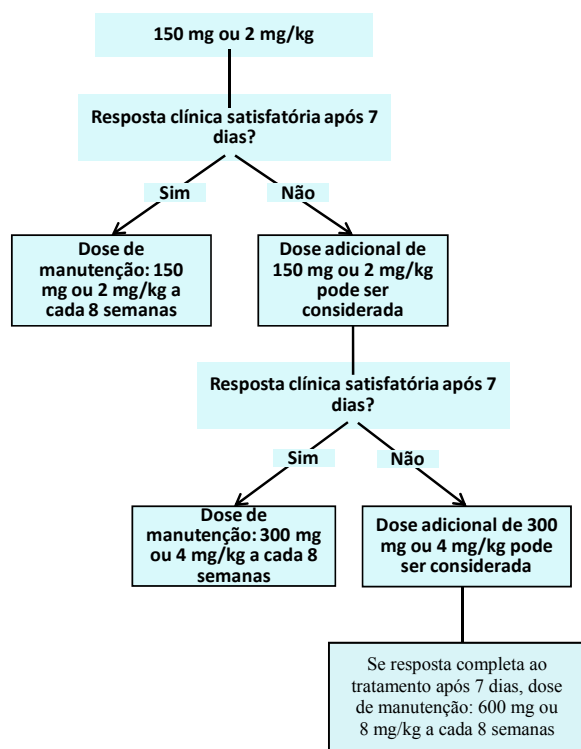 150 mg ou 2 mg/kg
Resposta clínica satisfatória após 7
dias?
Sim
Não
Dose de
manutenção: 150
mg ou 2 mg/kg a
cada 8 semanas
Dose adicional de
150 mg ou 2 mg/kg
pode ser
considerada
Resposta clínica satisfatória após 7
dias?
Sim
Não
Dose de
manutenção: 300 mg
ou 4 mg/kg a cada 8
semanas
Dose adicional de 300
mg ou 4 mg/kg pode
ser considerada
Se resposta completa ao
tratamento após 7 dias, dose
de manutenção: 600 mg ou
8 mg/kg a cada 8 semanas